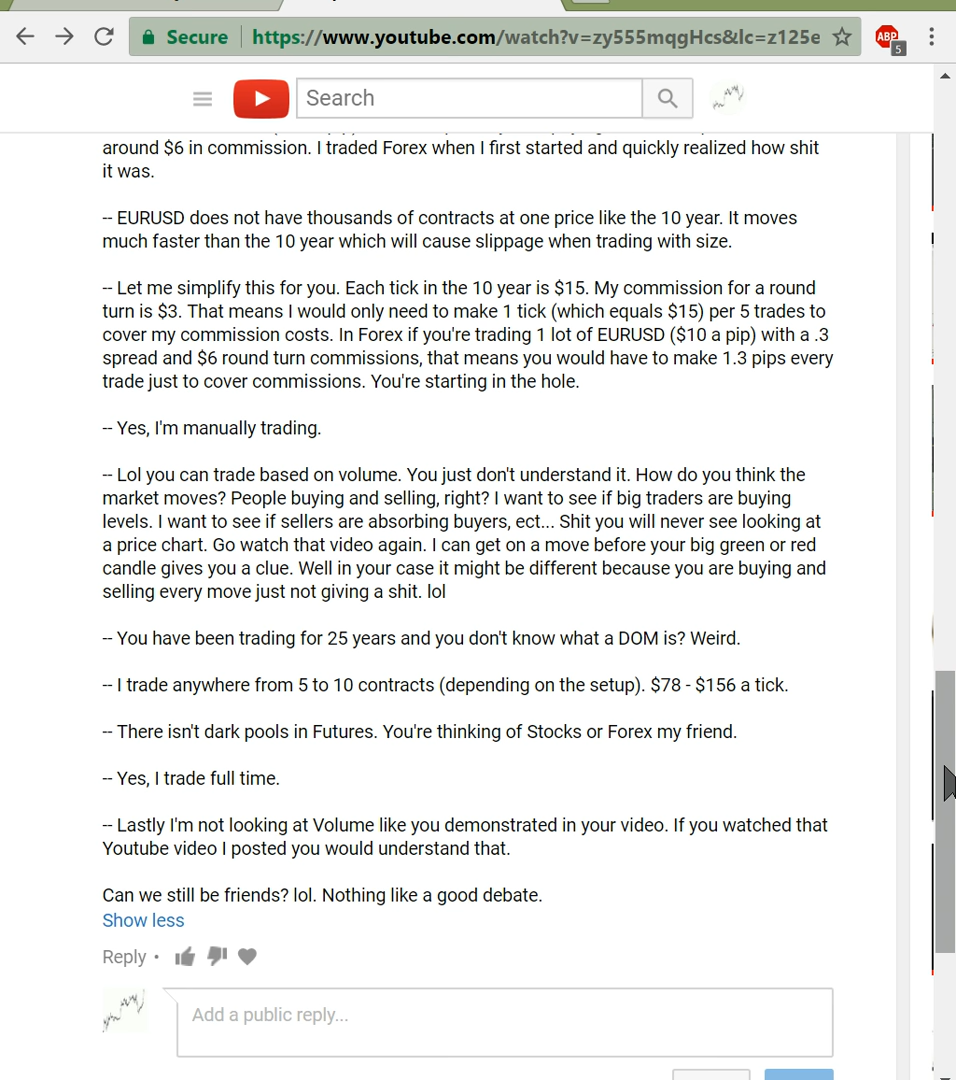 Secure https://www.youtube.com/watch?v=zy555mqgHcs&lc=z125e
ABP
5
Search
around $6 in commission. I traded Forex when I first started and quickly realized how shit
it was.
-- EURUSD does not have thousands of contracts at one price like the 10 year. It moves
much faster than the 10 year which will cause slippage when trading with size.
-- Let me simplify this for you. Each tick in the 10 year is $15. My commission for a round
turn is $3. That means I would only need to make 1 tick (which equals $15) per 5 trades to
cover my commission costs. In Forex if you're trading 1 lot of EURUSD ($10 a pip) with a .3
spread and $6 round turn commissions, that means you would have to make 1.3 pips every
trade just to cover commissions. You're starting in the hole.
-- Yes, I'm manually trading.
-- Lol you can trade based on volume. You just don't understand it. How do you think the
market moves? People buying and selling, right? I want to see if big traders are buying
levels. I want to see if sellers are absorbing buyers, ect... Shit you will never see looking at
a price chart. Go watch that video again. I can get on a move before your big green or red
candle gives you a clue. Well in your case it might be different because you are buying and
selling every move just not giving a shit. lol
-- You have been trading for 25 years and you don't know what a DOM is? Weird.
-- I trade anywhere from 5 to 10 contracts (depending on the setup). $78 - $156 a tick.
-- There isn't dark pools in Futures. You're thinking of Stocks or Forex my friend.
-- Yes, I trade full time.
-- Lastly I'm not looking at Volume like you demonstrated in your video. If you watched that
Youtube video I posted you would understand that.
Can we still be friends? lol. Nothing like a good debate.
Show less
Reply •
Add a public reply...